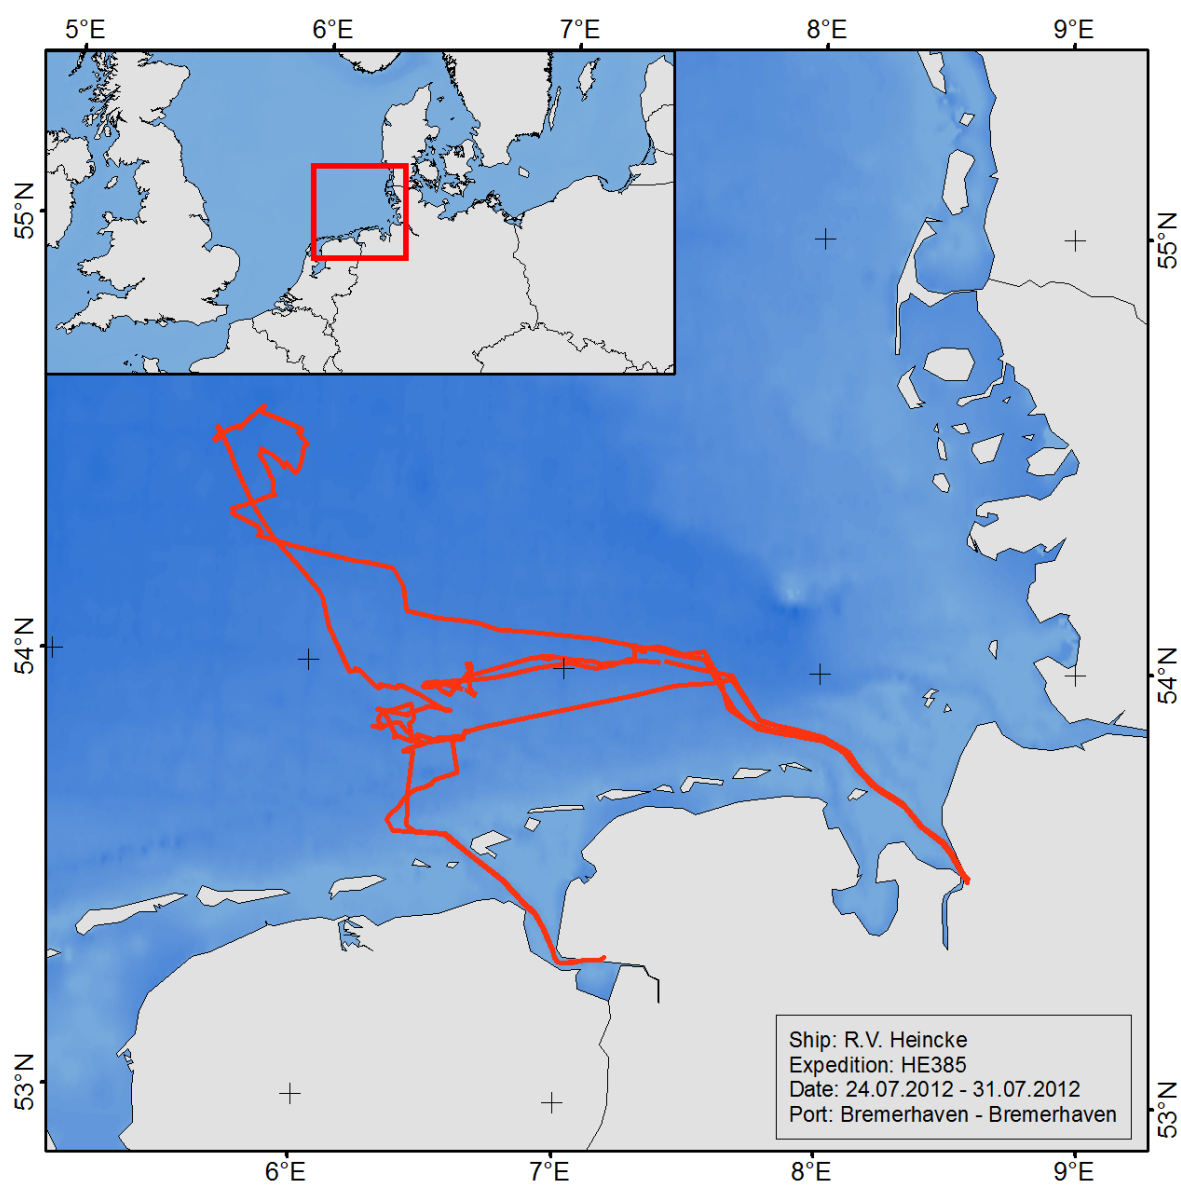 5°E 6°E 7°E 8°E 9°E
55°N
55°N
54°N
54°N
53°N
53°N
Ship: R.V. Heincke
Expedition: HE385
Date: 24.07.2012 - 31.07.2012
Port: Bremerhaven - Bremerhaven
6°E 7°E 8°E 9°E